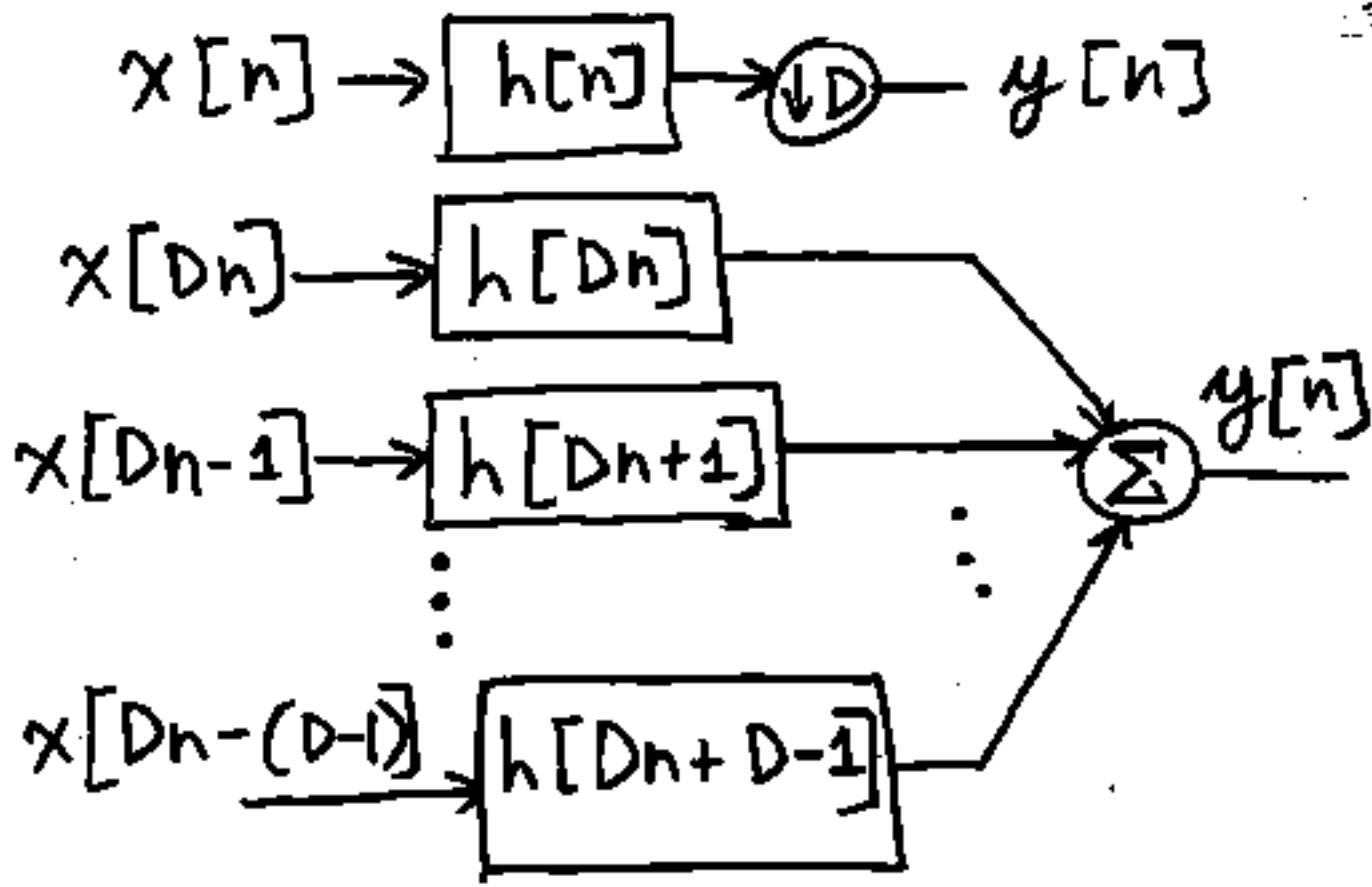 x[n] → h[n] → ↓D — y[n]
x[Dn] → h[Dn]
y[n]
x[Dn-1] → h[Dn+1] → Σ
x[Dn-(D-1)] → h[Dn+D-1]